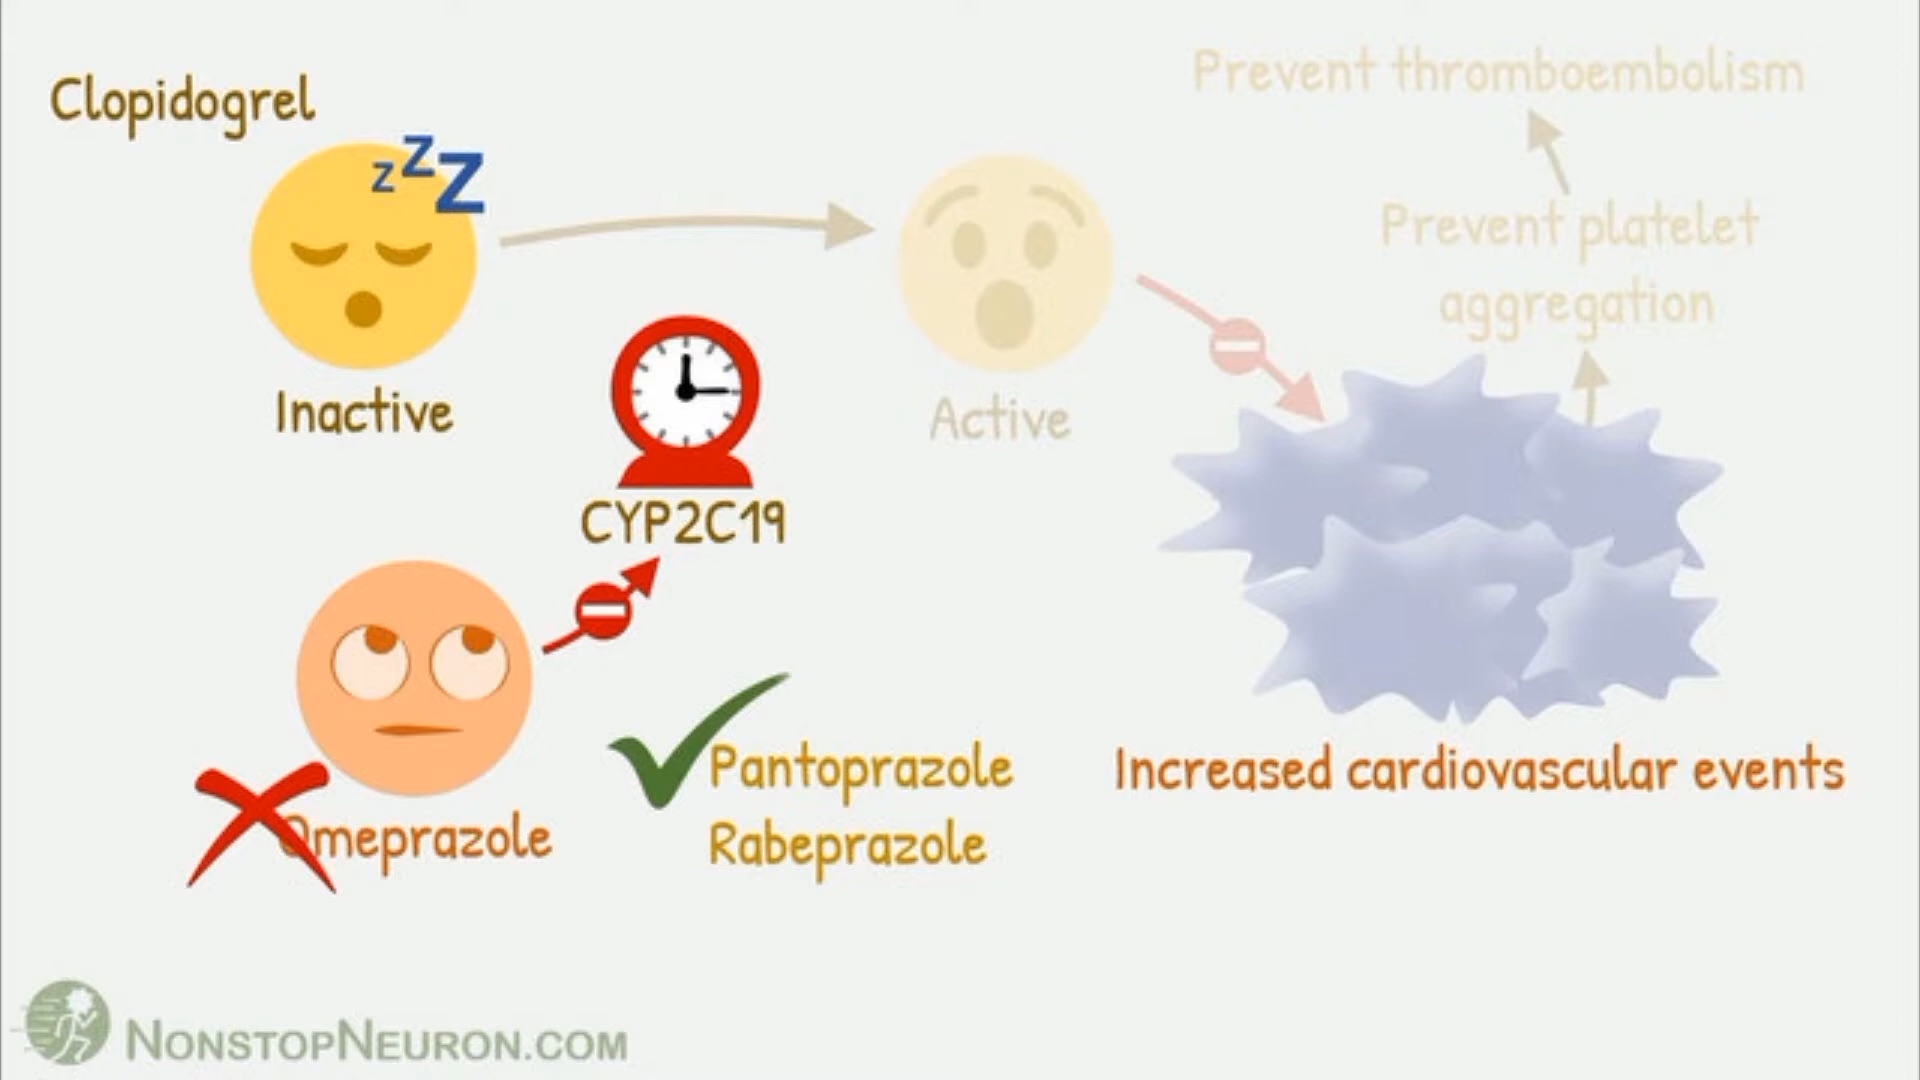 Clopidogrel
z z Z
Inactive
CYP2C19
Active
Prevent thromboembolism
Prevent platelet
aggregation
Omeprazole
Pantoprazole
Rabeprazole
Increased cardiovascular events
NONSTOPNEURON.COM